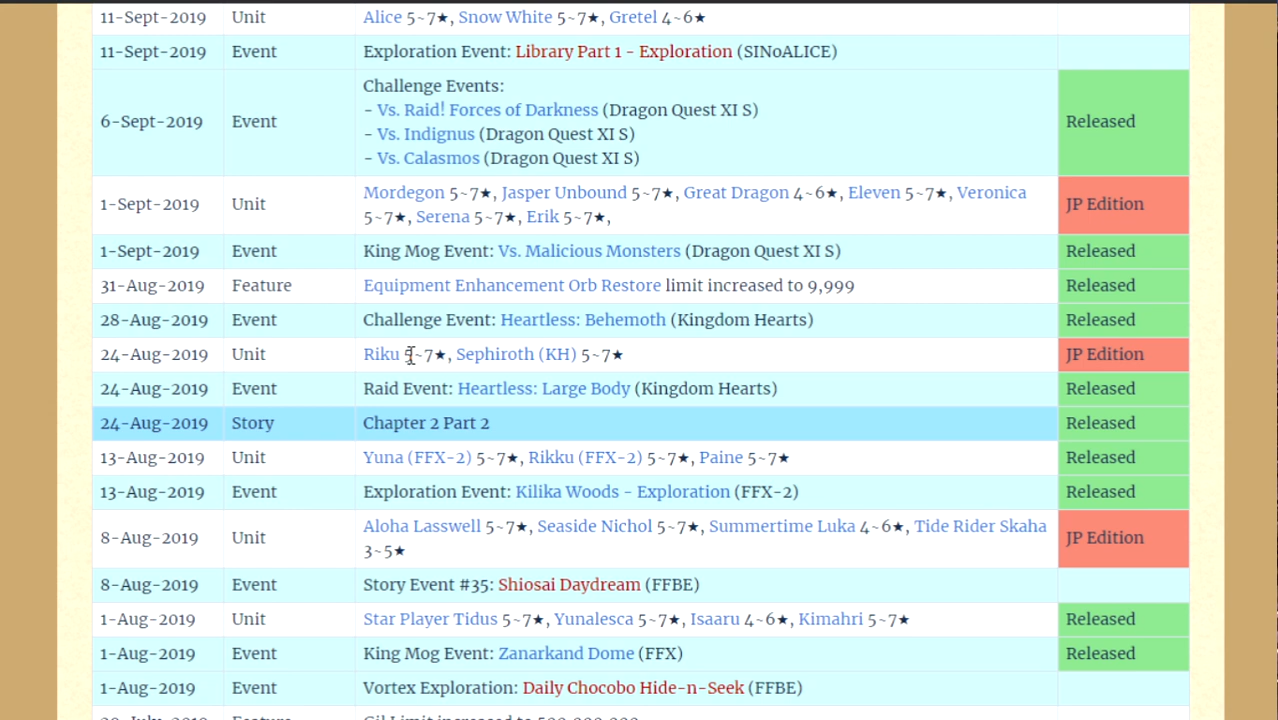 11-Sept-2019 Unit Alice 5~7★, Snow White 5~7★, Gretel 4~6★
11-Sept-2019 Event Exploration Event: Library Part 1 - Exploration (SINoALICE)
Challenge Events:
- Vs. Raid! Forces of Darkness (Dragon Quest XI S)
6-Sept-2019 Event Released
- Vs. Indignus (Dragon Quest XI S)
- Vs. Calasmos (Dragon Quest XI S)
Mordegon 5~7★, Jasper Unbound 5~7★, Great Dragon 4~6★, Eleven 5~7★, Veronica
1-Sept-2019 Unit JP Edition
5~7★, Serena 5~7★, Erik 5~7★,
1-Sept-2019 Event King Mog Event: Vs. Malicious Monsters (Dragon Quest XI S) Released
31-Aug-2019 Feature Equipment Enhancement Orb Restore limit increased to 9,999 Released
28-Aug-2019 Event Challenge Event: Heartless: Behemoth (Kingdom Hearts) Released
24-Aug-2019 Unit Riku 5~7★, Sephiroth (KH) 5~7★ JP Edition
24-Aug-2019 Event Raid Event: Heartless: Large Body (Kingdom Hearts) Released
24-Aug-2019 Story Chapter 2 Part 2 Released
13-Aug-2019 Unit Yuna (FFX-2) 5~7★, Rikku (FFX-2) 5~7★, Paine 5~7★ Released
13-Aug-2019 Event Exploration Event: Kilika Woods - Exploration (FFX-2) Released
Aloha Lasswell 5~7★, Seaside Nichol 5~7★, Summertime Luka 4~6★, Tide Rider Skaha
8-Aug-2019 Unit JP Edition
3~5★
8-Aug-2019 Event Story Event #35: Shiosai Daydream (FFBE)
1-Aug-2019 Unit Star Player Tidus 5~7★, Yunalesca 5~7★, Isaaru 4~6★, Kimahri 5~7★ Released
1-Aug-2019 Event King Mog Event: Zanarkand Dome (FFX) Released
1-Aug-2019 Event Vortex Exploration: Daily Chocobo Hide-n-Seek (FFBE)